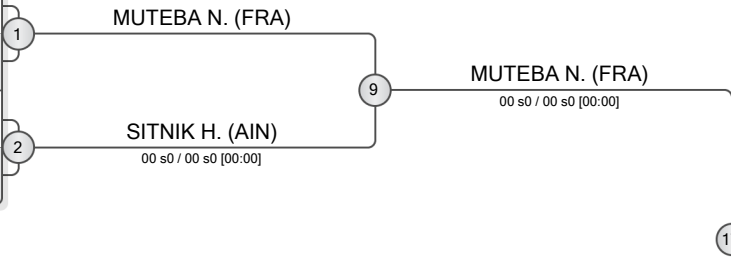 MUTEBA N. (FRA)
1
9
MUTEBA N. (FRA)
00 s0 / 00 s0 [00:00]
SITNIK H. (AIN)
2
00 s0 / 00 s0 [00:00]